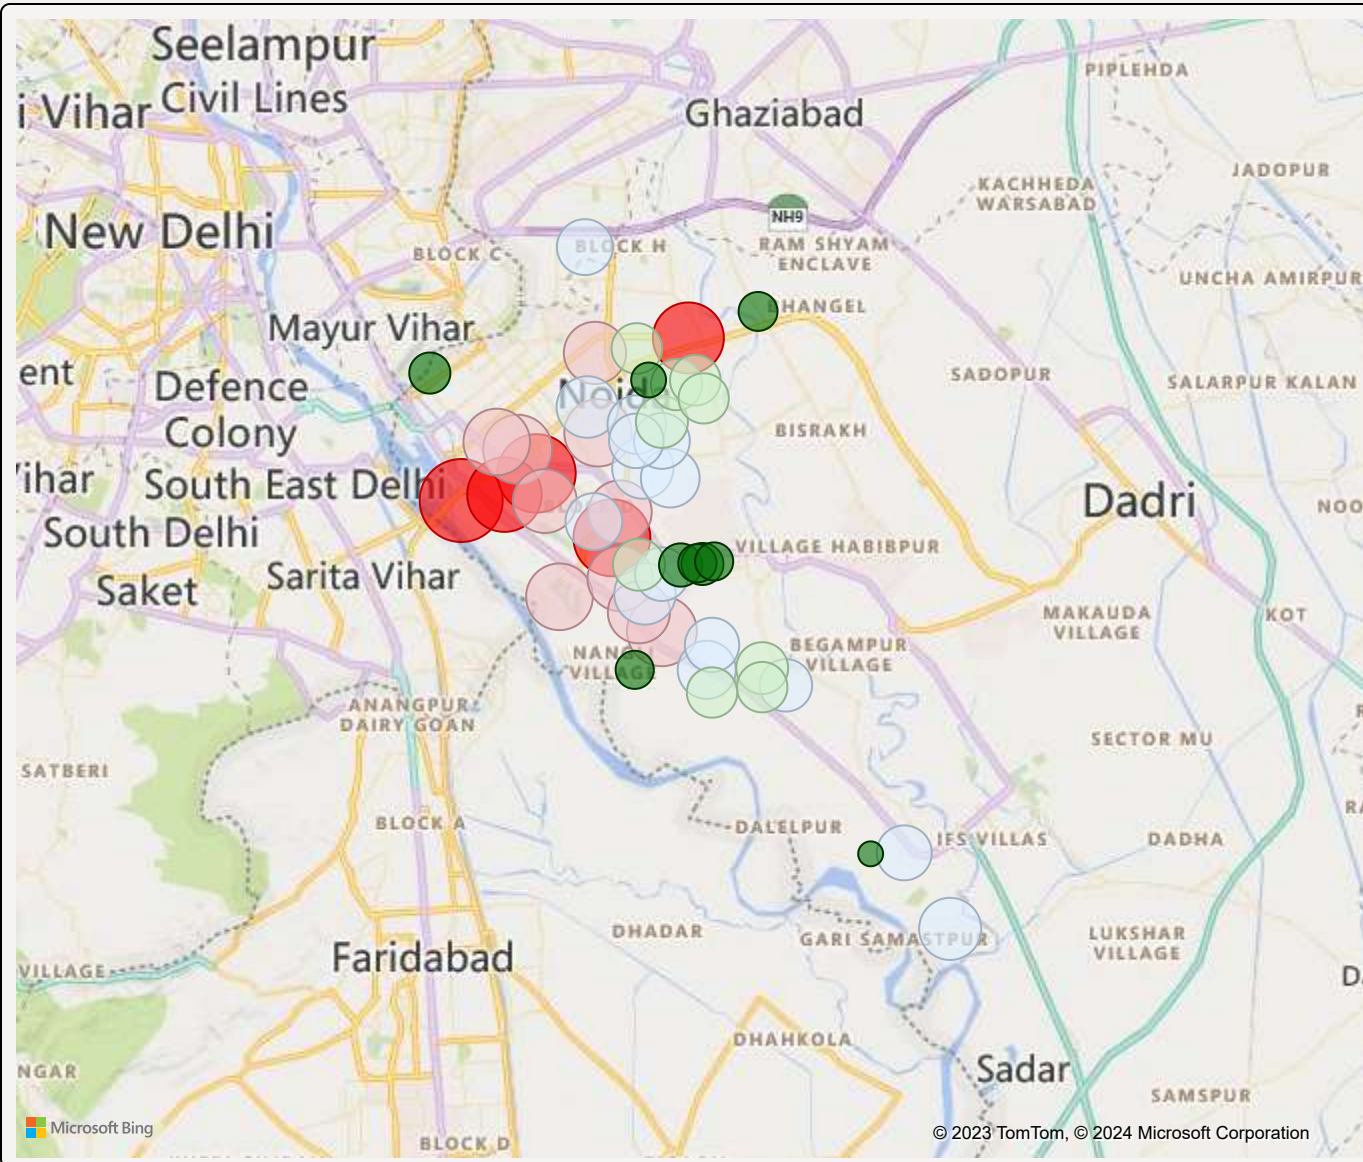 Seelampur
PIPLEHDA
i Vihar
Civil Lines
Ghaziabad
JADOPUR
KACHHEDA
WARSABAD
NH9
New Delhi
BLOCK C
BLOCK H
RAM SHYAM
ENCLAVE
UNCHA AMIRPUR
HANGEL
Mayur Vihar
ent
Defence
Colony
Noid
SADOPUR
SALARPUR KALAN
BISRAKH
ihar
South East Delhi
Dadri
NOO
South Delhi
VILLAGE HABIBPUR
Saket
Sarita Vihar
MAKAUDA
VILLAGE
KOT
NANGLI
VILLAGE
BEGAMPUR
VILLAGE
ANANGPUR
DAIRY GOAN
SATBERI
SECTOR MU
BLOCK A
DALELPUR
IFS VILLAS
DADHA
RA
DHADAR
GARI SAMASTPUR
LUKSHAR
VILLAGE
Faridabad
VILLAGE
D
DHAHKOLA
NGAR
Sadar
SAMSPUR
Microsoft Bing
BLOCK D
© 2023 TomTom, © 2024 Microsoft Corporation